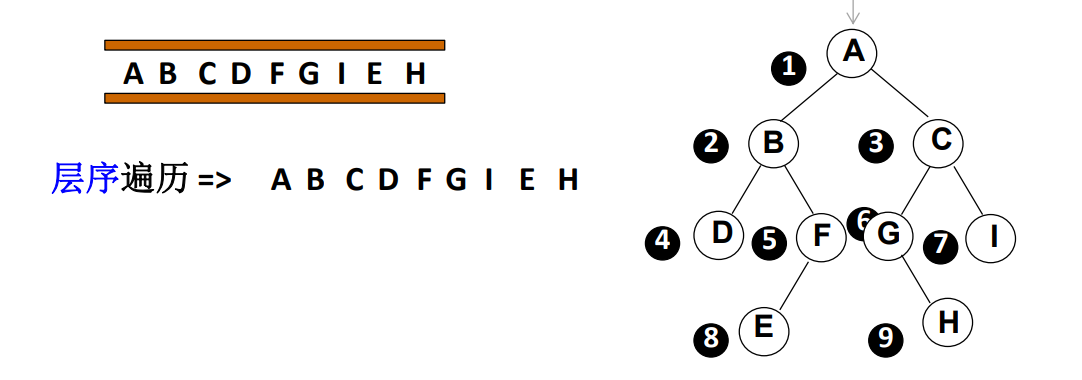 A B C D F G I E H
层序遍历 => A B C D F G I E H
A
1
2 B 3 C
4 D 5 F 6 G 7 I
8 E 9 H